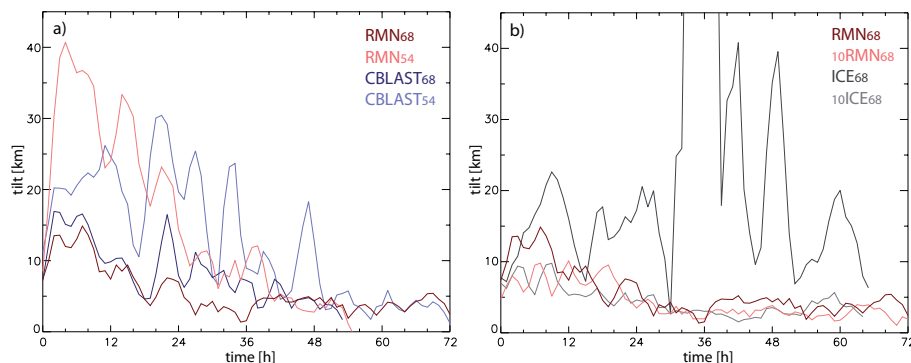 a)
RMN68
RMN54
CBLAST68
CBLAST54
tilt [km]
40
30
20
10
0
0 12 24 36 48 60 72
time [h]
b)
RMN68
10RMN68
ICE68
10ICE68
tilt [km]
40
30
20
10
0
0 12 24 36 48 60 72
time [h]